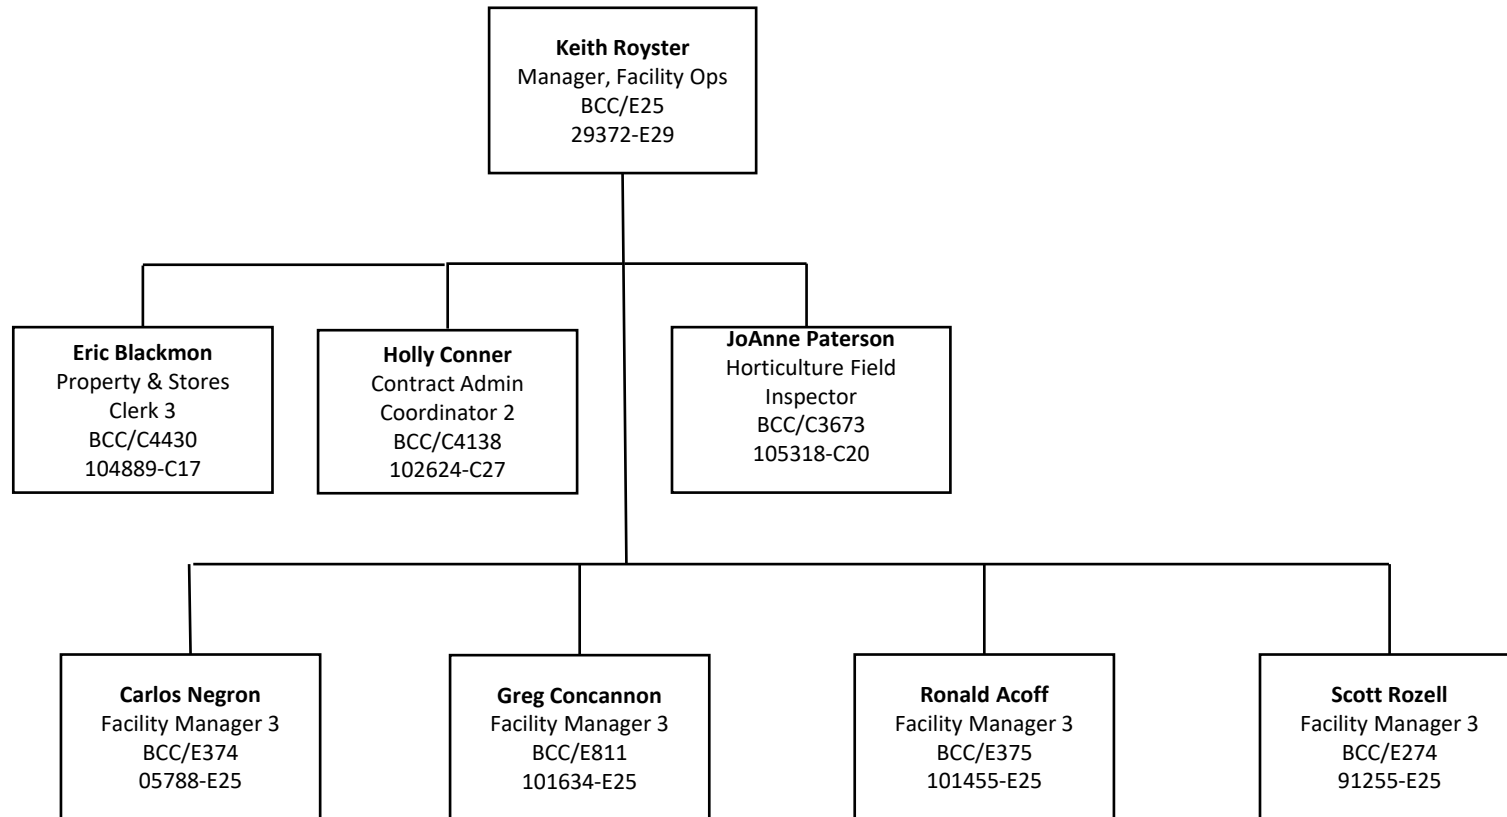 Keith Royster
Manager, Facility Ops
BCC/E25
29372-E29
Eric Blackmon
Property & Stores
Clerk 3
BCC/C4430
104889-C17
Holly Conner
Contract Admin
Coordinator 2
BCC/C4138
102624-C27
JoAnne Paterson
Horticulture Field
Inspector
BCC/C3673
105318-C20
Carlos Negron
Facility Manager 3
BCC/E374
05788-E25
Greg Concannon
Facility Manager 3
BCC/E811
101634-E25
Ronald Acoff
Facility Manager 3
BCC/E375
101455-E25
Scott Rozell
Facility Manager 3
BCC/E274
91255-E25